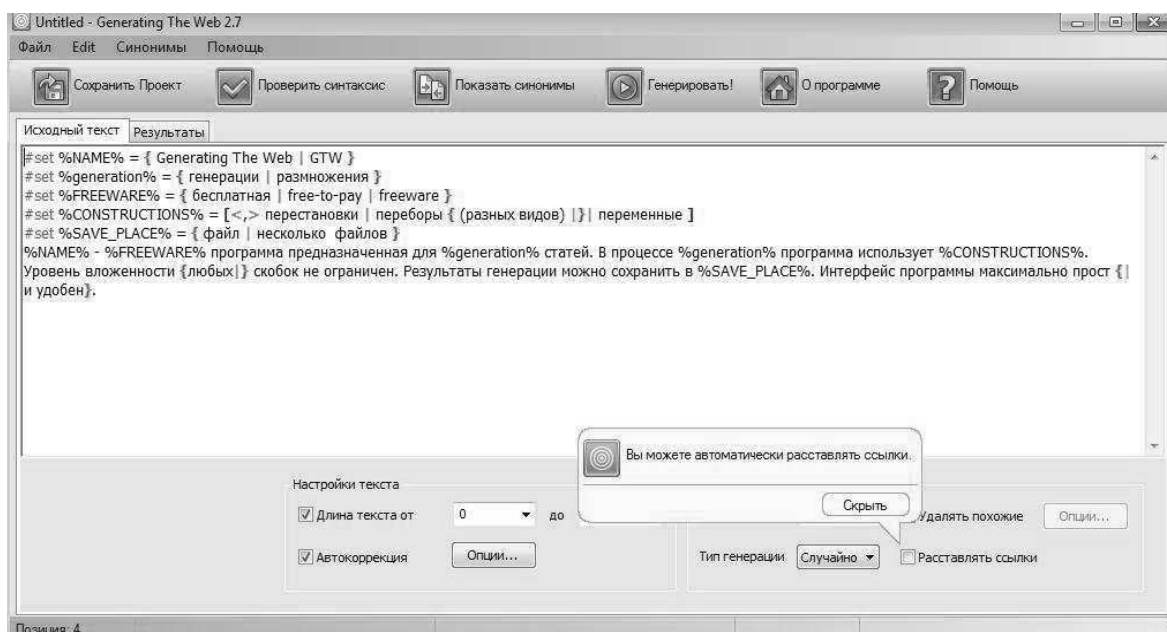 Untitled - Generating The Web 2.7
Файл Edit Синонимы Помощь
Сохранить Проект Проверить синтаксис Показать синонимы Генерировать! О программе Помощь
Исходный текст Результаты
#set %NAME% = { Generating The Web | GTW }
#set %generation% = { генерации | размножения }
#set %FREEWARE% = { бесплатная | free-to-pay | freeware }
#set %CONSTRUCTIONS% = [<,> перестановки | переборы { (разных видов) |}| переменные ]
#set %SAVE_PLACE% = { файл | несколько файлов }
%NAME% - %FREEWARE% программа предназначенная для %generation% статей. В процессе %generation% программа использует %CONSTRUCTIONS%.
Уровень вложенности {любых|} скобок не ограничен. Результаты генерации можно сохранить в %SAVE_PLACE%. Интерфейс программы максимально прост {|
и удобен}.
Вы можете автоматически расставлять ссылки.
Скрыть
Настройки текста
Длина текста от 0 до Удалять похожие Опции...
Автокоррекция Опции... Тип генерации Случайно Расставлять ссылки
Позиция: 4